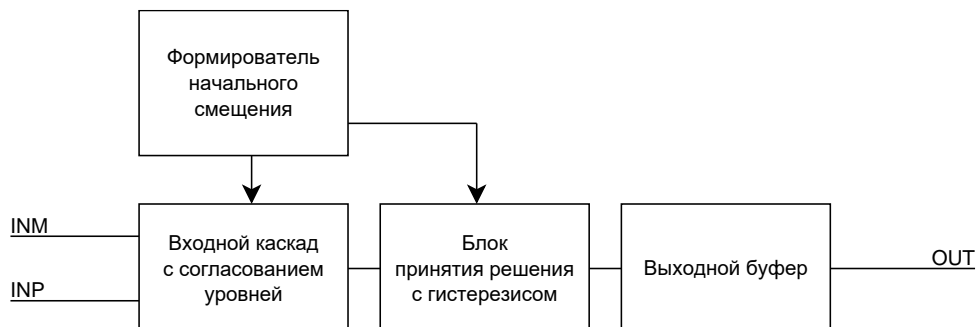 Формирователь
начального
смещения
INM
INP
Входной каскад
с согласованием
уровней
Блок
принятия решения
с гистерезисом
Выходной буфер
OUT